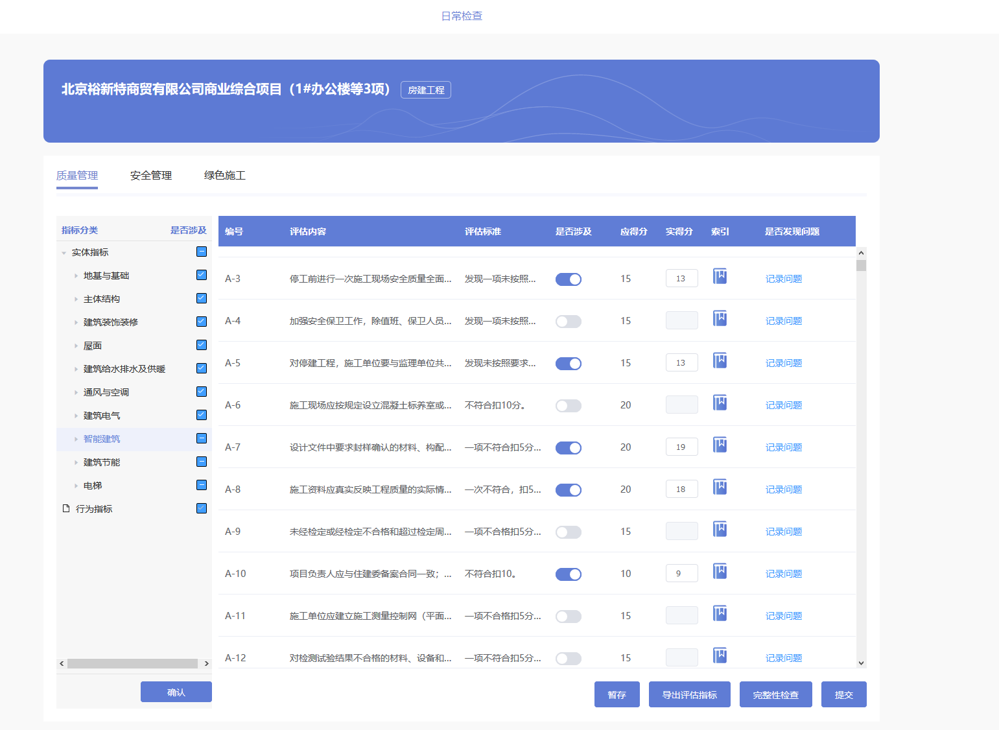 日常检查
北京裕新特商贸有限公司商业综合项目（1#办公楼等3项） 房建工程
质量管理 安全管理 绿色施工
指标分类 是否涉及
实体指标
地基与基础
主体结构
建筑装饰装修
屋面
建筑给水排水及供暖
通风与空调
建筑电气
智能建筑
建筑节能
电梯
行为指标
确认
编号 评估内容 评估标准 是否涉及 应得分 实得分 索引 是否发现问题
A-3 停工前进行一次施工现场安全质量全面... 发现一项未按照... 15 13 记录问题
A-4 加强安全保卫工作，除值班、保卫人员... 发现一项未按照... 15 记录问题
A-5 对停建工程，施工单位要与监理单位共... 发现未按照要求... 15 13 记录问题
A-6 施工现场应按规定设立混凝土标养室或... 不符合扣10分。 20 记录问题
A-7 设计文件中要求封样确认的材料、构配... 一项不符合扣5分... 20 19 记录问题
A-8 施工资料应真实反映工程质量的实际情... 一次不符合，扣5... 20 18 记录问题
A-9 未经检定或经检定不合格和超过检定周... 一项不合格扣5分... 15 记录问题
A-10 项目负责人应与住建委备案合同一致；... 不符合扣10。 10 9 记录问题
A-11 施工单位应建立施工测量控制网（平面... 一项不合格扣5分... 15 记录问题
A-12 对检测试验结果不合格的材料、设备和... 一项不符合扣5分... 15 记录问题
暂存 导出评估指标 完整性检查 提交